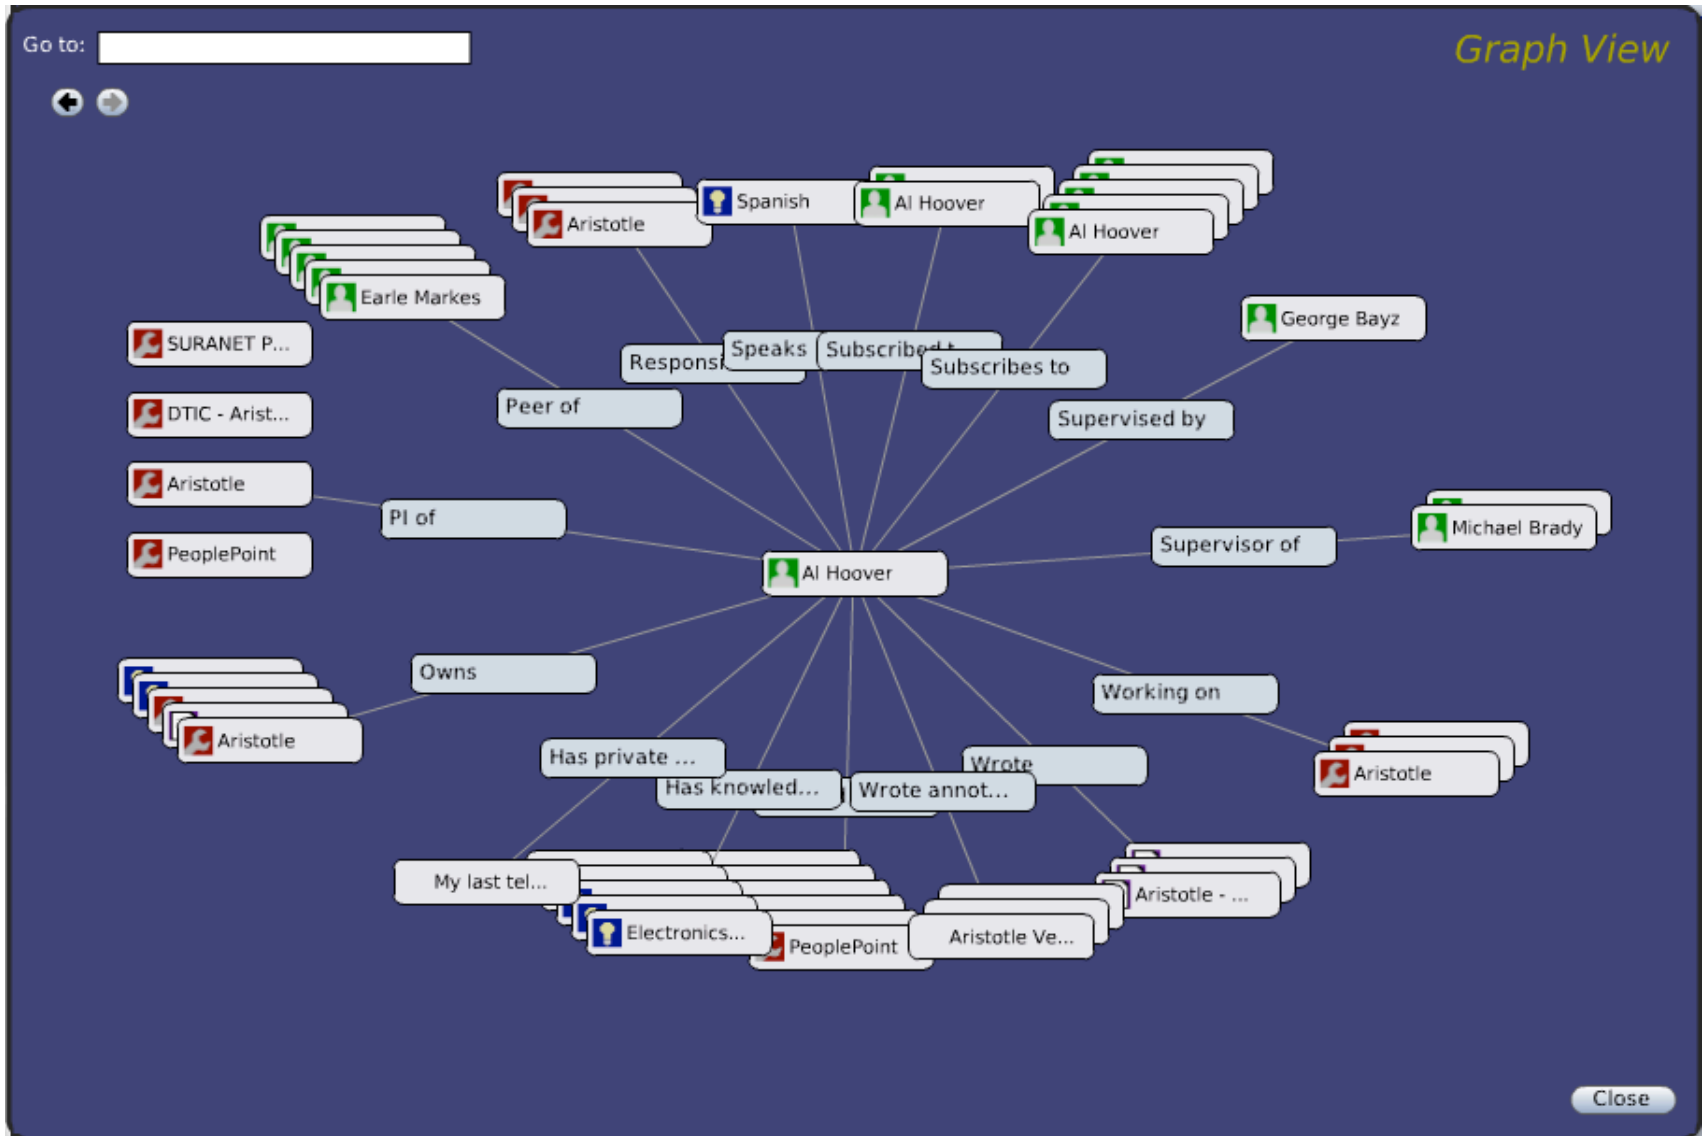 Go to:
Graph View
Aristotle
Spanish
Al Hoover
Al Hoover
Earle Markes
George Bayz
SURANET P...
Responsi
Speaks
Subscribed t
Subscribes to
DTIC - Arist...
Peer of
Supervised by
Aristotle
PI of
Supervisor of
Michael Brady
PeoplePoint
Al Hoover
Owns
Working on
Aristotle
Has private ...
Has knowled...
Wrote annot...
Wrote
Aristotle
My last tel...
Electronics...
PeoplePoint
Aristotle Ve...
Aristotle - ...
Close